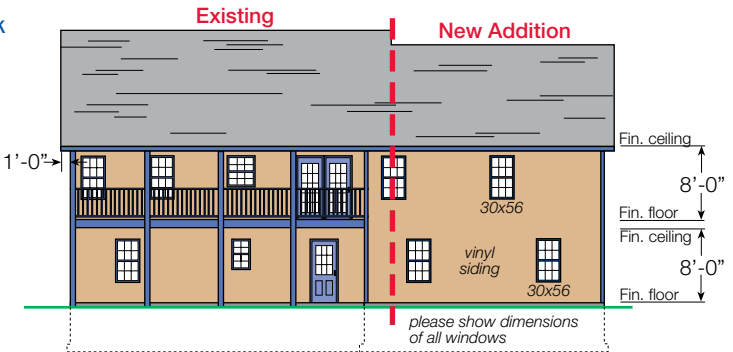 Existing
k
New Addition
Fin. ceiling
1’-0”
8’-0”
30x56
Fin. floor
Fin. ceiling
vinyl
siding
8’-0”
30x56
Fin. floor
please show dimensions
of all windows